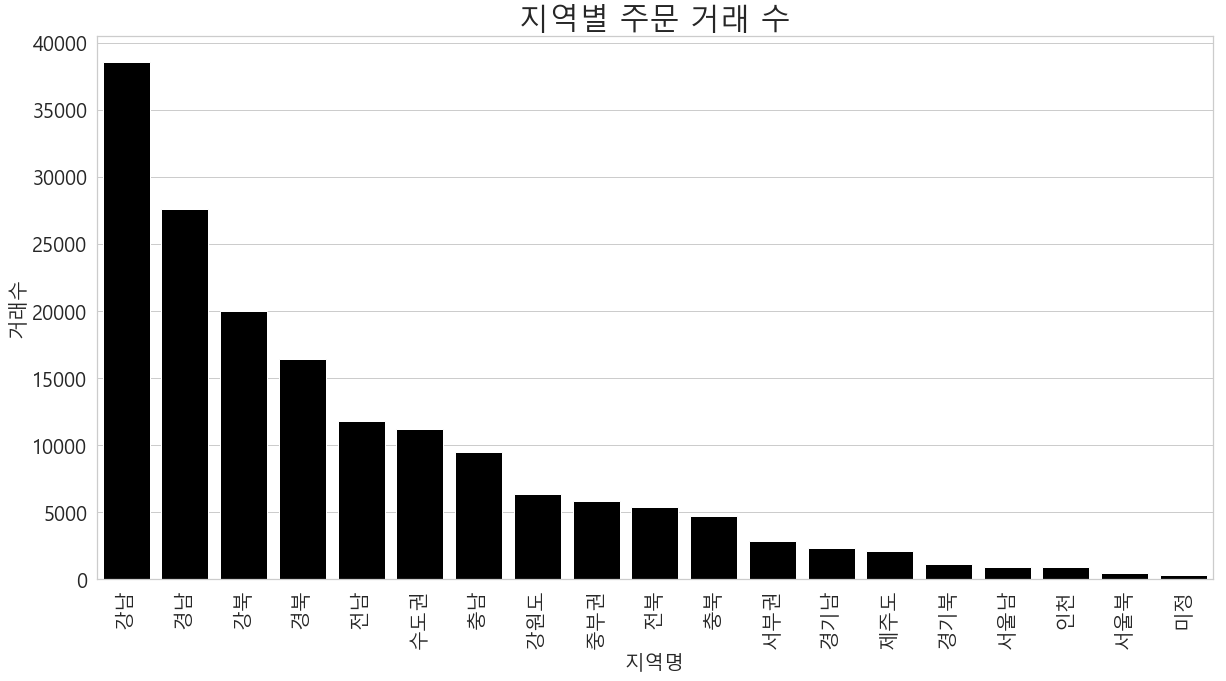 지역별 주문 거래 수
거래수
40000
35000
30000
25000
20000
15000
10000
5000
0
강남
경남
강북
경북
전남
수도권
충남
강원도
중부권
전북
충북
서부권
경기남
제주도
경기북
서울남
인천
서울북
미정
지역명